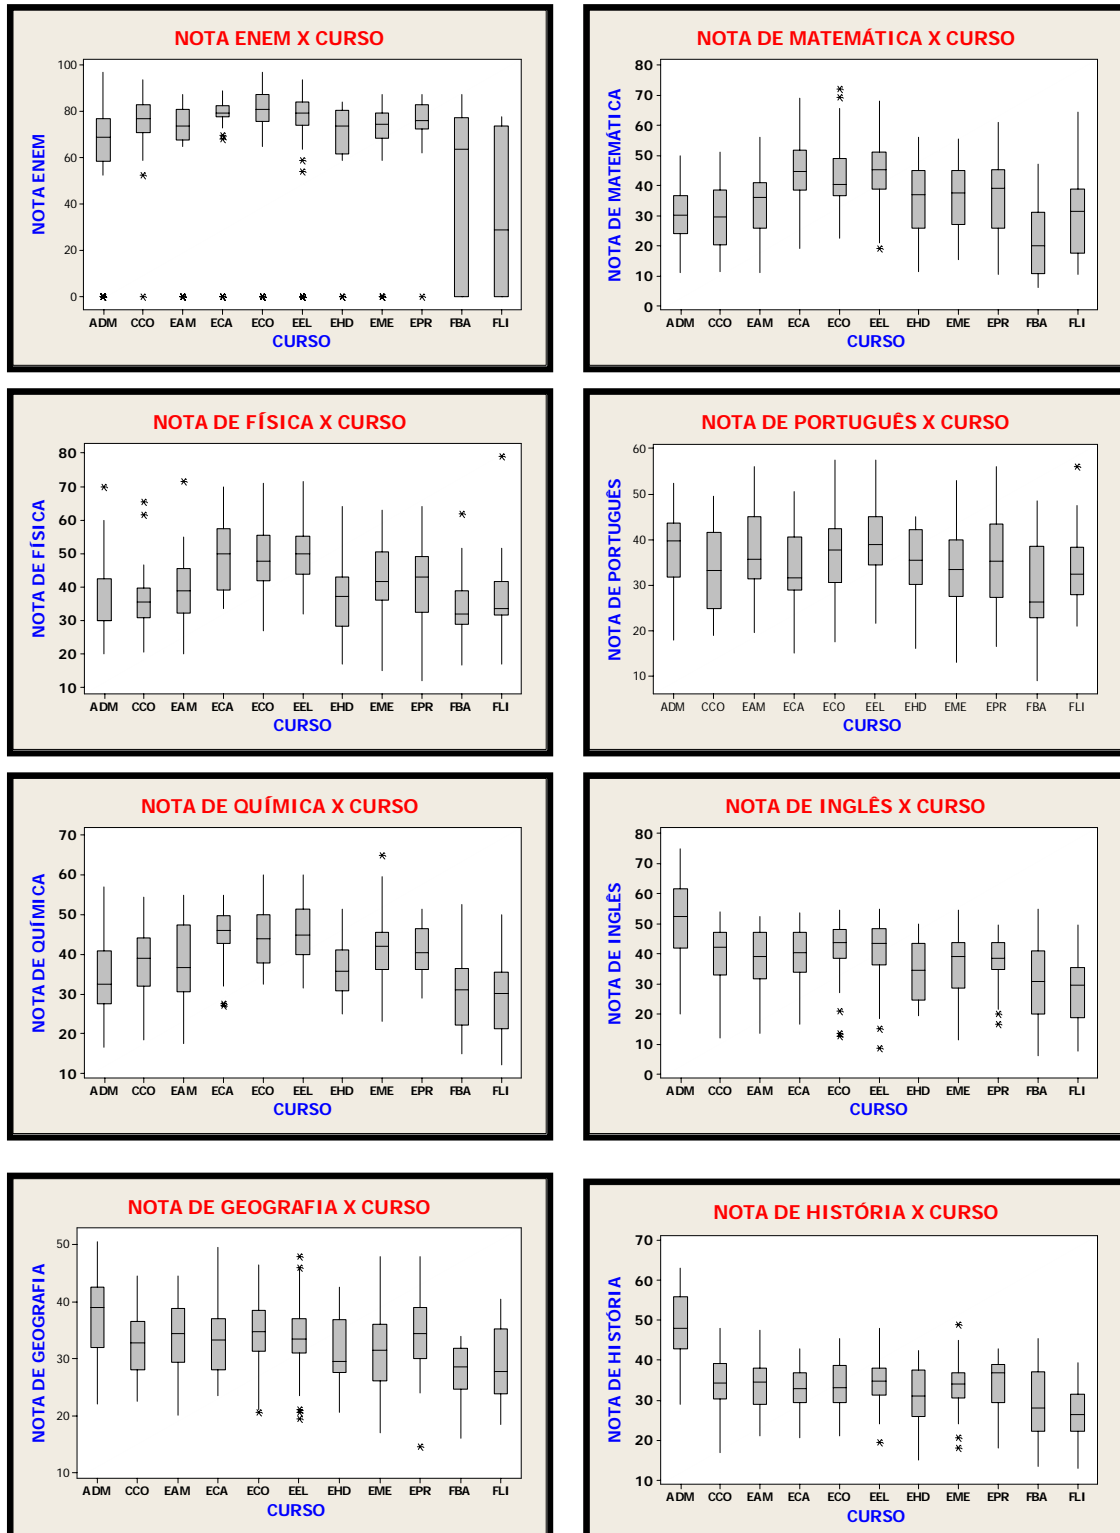 NOTA ENEM X CURSO
NOTA ENEM
100
80
60
40
20
0
ADM CCO EAM ECA ECO EEL EHD EME EPR FBA FLI
CURSO
NOTA DE MATEMÁTICA X CURSO
NOTA DE MATEMÁTICA
80
70
60
50
40
30
20
10
0
ADM CCO EAM ECA ECO EEL EHD EME EPR FBA FLI
CURSO
NOTA DE FÍSICA X CURSO
NOTA DE FÍSICA
80
70
60
50
40
30
20
10
ADM CCO EAM ECA ECO EEL EHD EME EPR FBA FLI
CURSO
NOTA DE PORTUGUÊS X CURSO
NOTA DE PORTUGUÊS
60
50
40
30
20
10
ADM CCO EAM ECA ECO EEL EHD EME EPR FBA FLI
CURSO
NOTA DE QUÍMICA X CURSO
NOTA DE QUÍMICA
70
60
50
40
30
20
10
ADM CCO EAM ECA ECO EEL EHD EME EPR FBA FLI
CURSO
NOTA DE INGLÊS X CURSO
NOTA DE INGLÊS
80
70
60
50
40
30
20
10
0
ADM CCO EAM ECA ECO EEL EHD EME EPR FBA FLI
CURSO
NOTA DE GEOGRAFIA X CURSO
NOTA DE GEOGRAFIA
50
40
30
20
10
ADM CCO EAM ECA ECO EEL EHD EME EPR FBA FLI
CURSO
NOTA DE HISTÓRIA X CURSO
NOTA DE HISTÓRIA
70
60
50
40
30
20
10
ADM CCO EAM ECA ECO EEL EHD EME EPR FBA FLI
CURSO